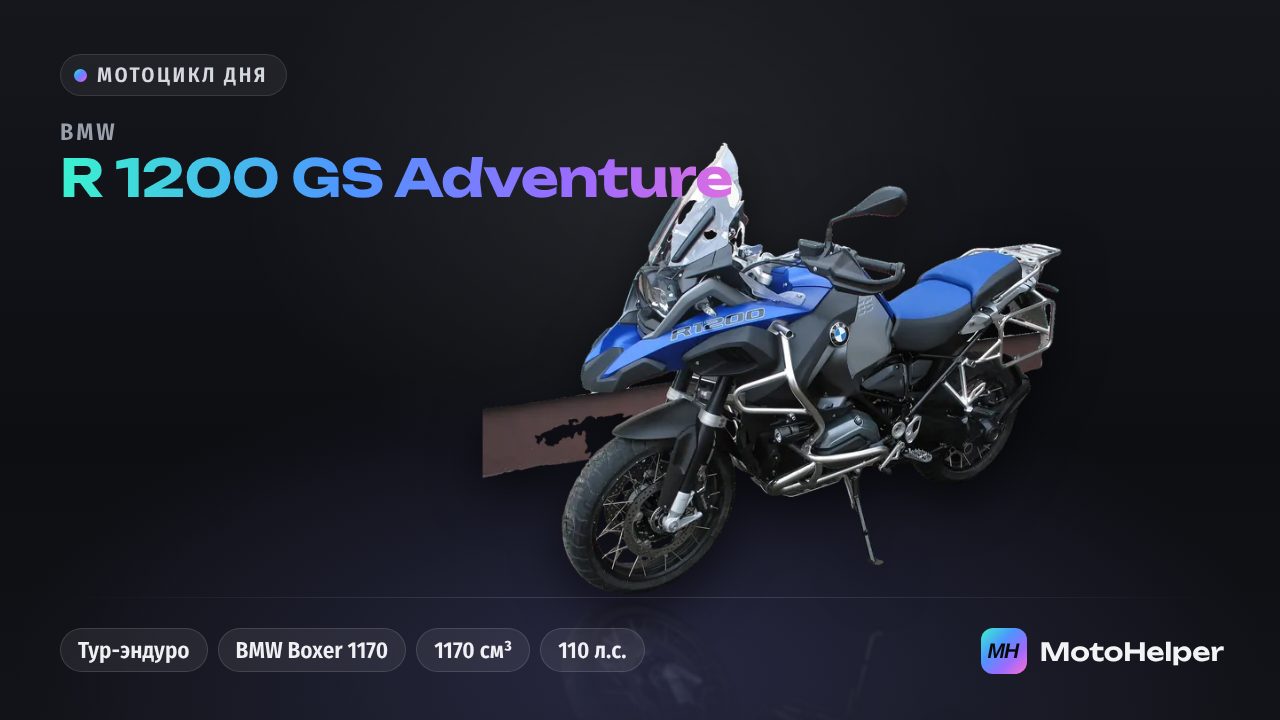 МОТОЦИКЛ ДНЯ
BMW
R 1200 GS Adventure
R1200
Тур-эндуро
BMW Boxer 1170
1170 см³
110 л.с.
MH
MotoHelper